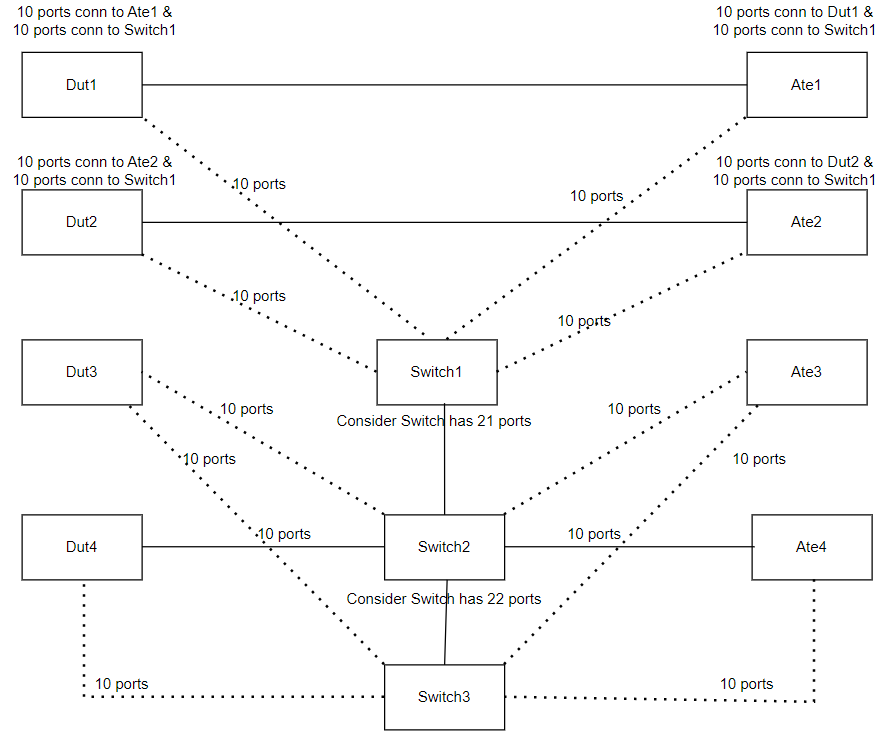 10 ports conn to Ate1 &
10 ports conn to Switch1
10 ports conn to Dut1 &
10 ports conn to Switch1
Dut1
Ate1
10 ports conn to Ate2 &
10 ports conn to Switch1
10 ports conn to Dut2 &
10 ports conn to Switch1
10 ports
10 ports
Dut2
Ate2
10 ports
10 ports
Dut3
Switch1
Ate3
10 ports
10 ports
Consider Switch has 21 ports
10 ports
10 ports
10 ports
10 ports
Dut4
Switch2
Ate4
Consider Switch has 22 ports
10 ports
10 ports
Switch3